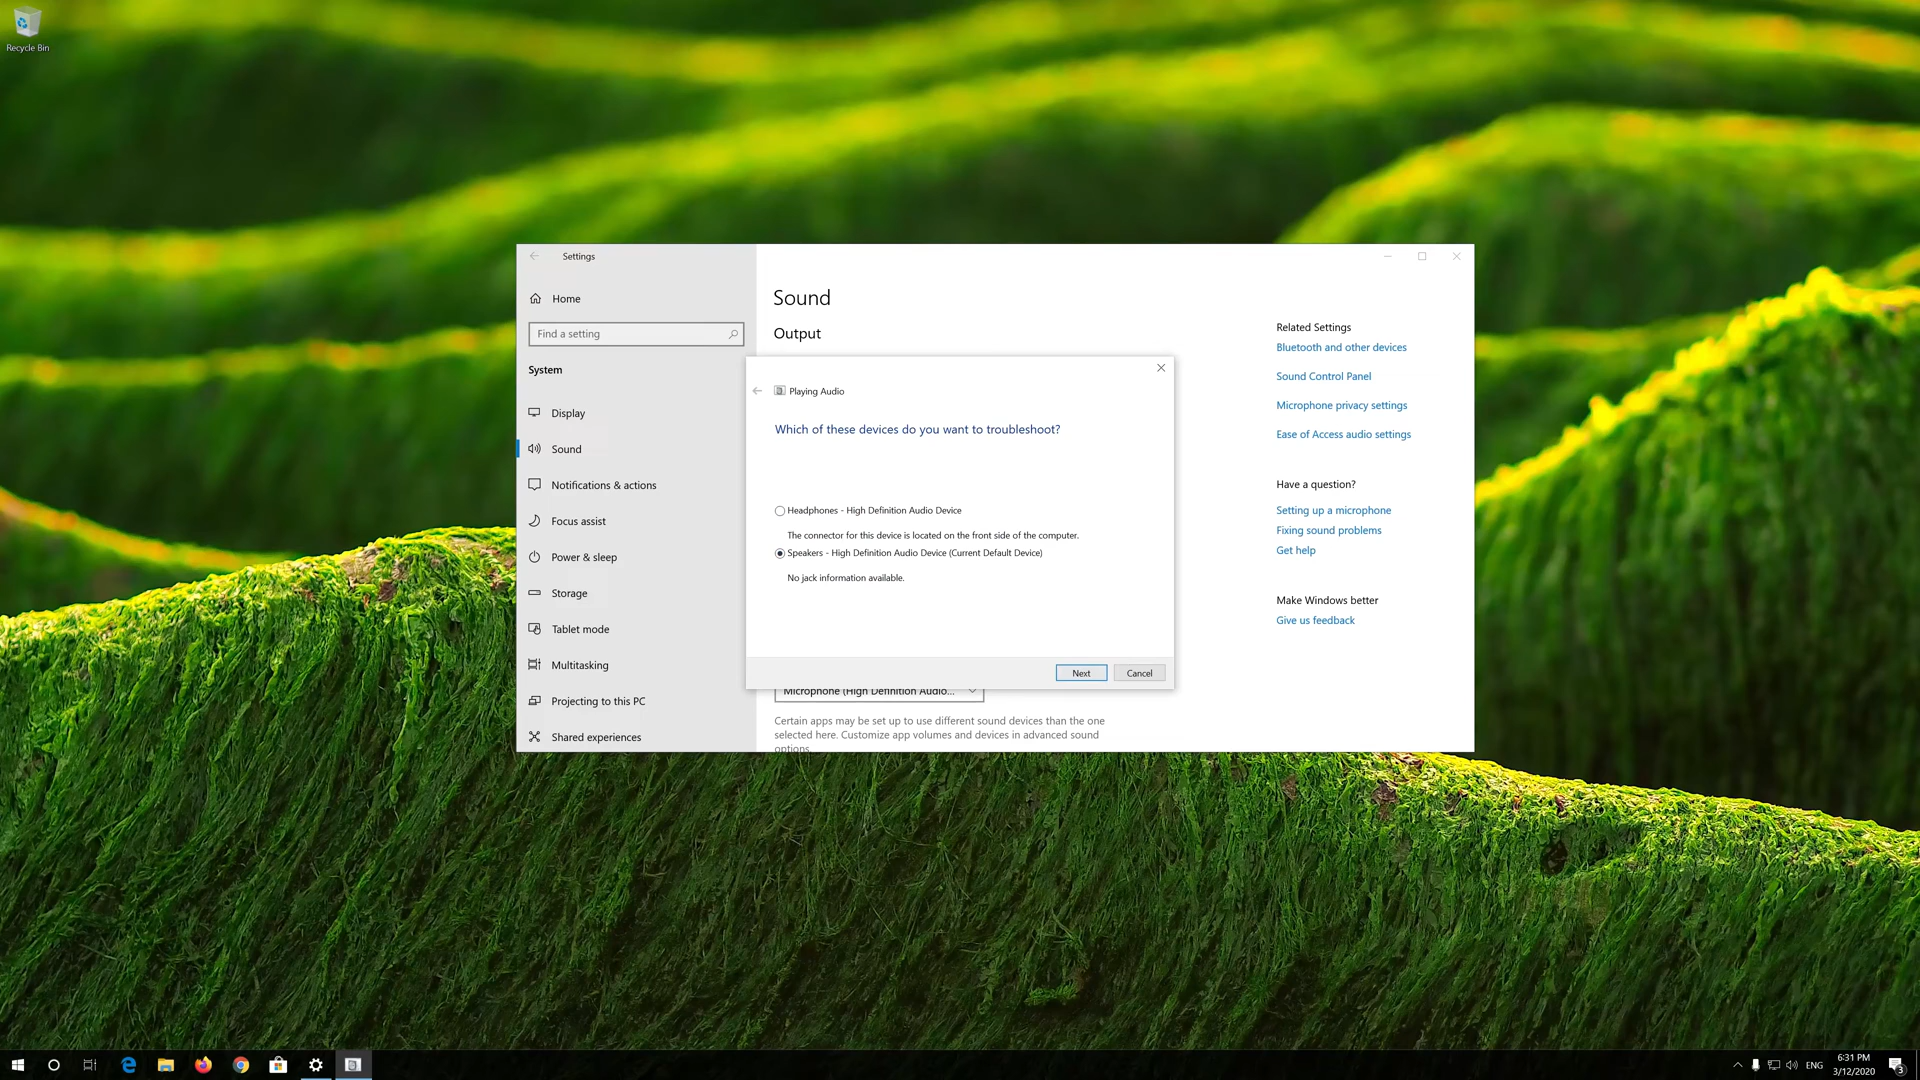 Recycle Bin
Settings
Home
Find a setting
System
Display
Sound
Notifications & actions
Focus assist
Power & sleep
Storage
Tablet mode
Multitasking
Projecting to this PC
Shared experiences
Sound
Output
Playing Audio
Which of these devices do you want to troubleshoot?
Headphones - High Definition Audio Device
The connector for this device is located on the front side of the computer.
Speakers - High Definition Audio Device (Current Default Device)
No jack information available.
Next
Cancel
Microphone (High Definition Audio...
Certain apps may be set up to use different sound devices than the one
selected here. Customize app volumes and devices in advanced sound
options.
Related Settings
Bluetooth and other devices
Sound Control Panel
Microphone privacy settings
Ease of Access audio settings
Have a question?
Setting up a microphone
Fixing sound problems
Get help
Make Windows better
Give us feedback
ENG
6:31 PM
3/12/2020
3